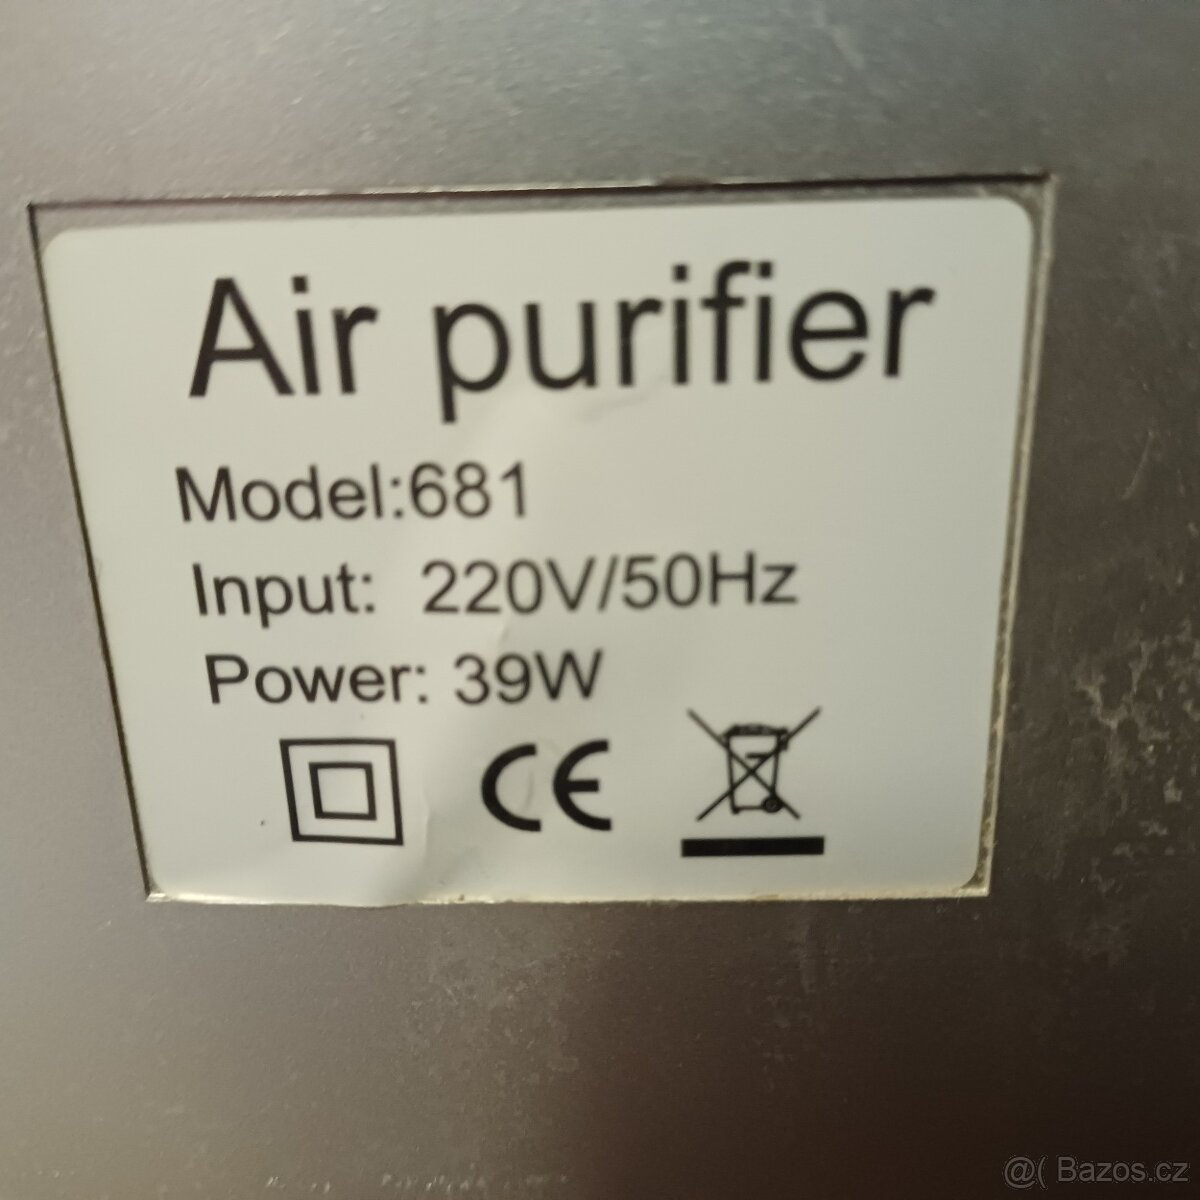 Air purifier
Model:681
Input: 220V/50Hz
Power: 39W
CE
@( Bazos.cz